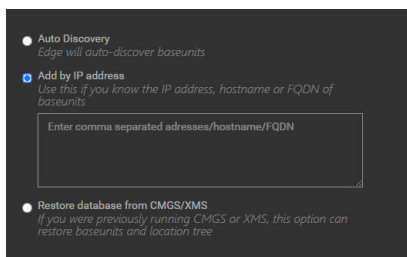 Auto Discovery
Edge will auto-discover baseunits
Add by IP address
Use this if you know the IP address, hostname or FQDN of
baseunits
Enter comma separated adresses/hostname/FQDN
Restore database from CMGS/XMS
If you were previously running CMGS or XMS, this option can
restore baseunits and location tree